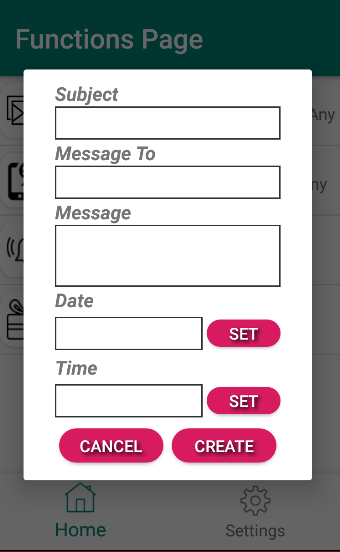 Functions Page
Subject
Any
Message To
ny
Message
Date
SET
Time
SET
CANCEL CREATE
Home Settings